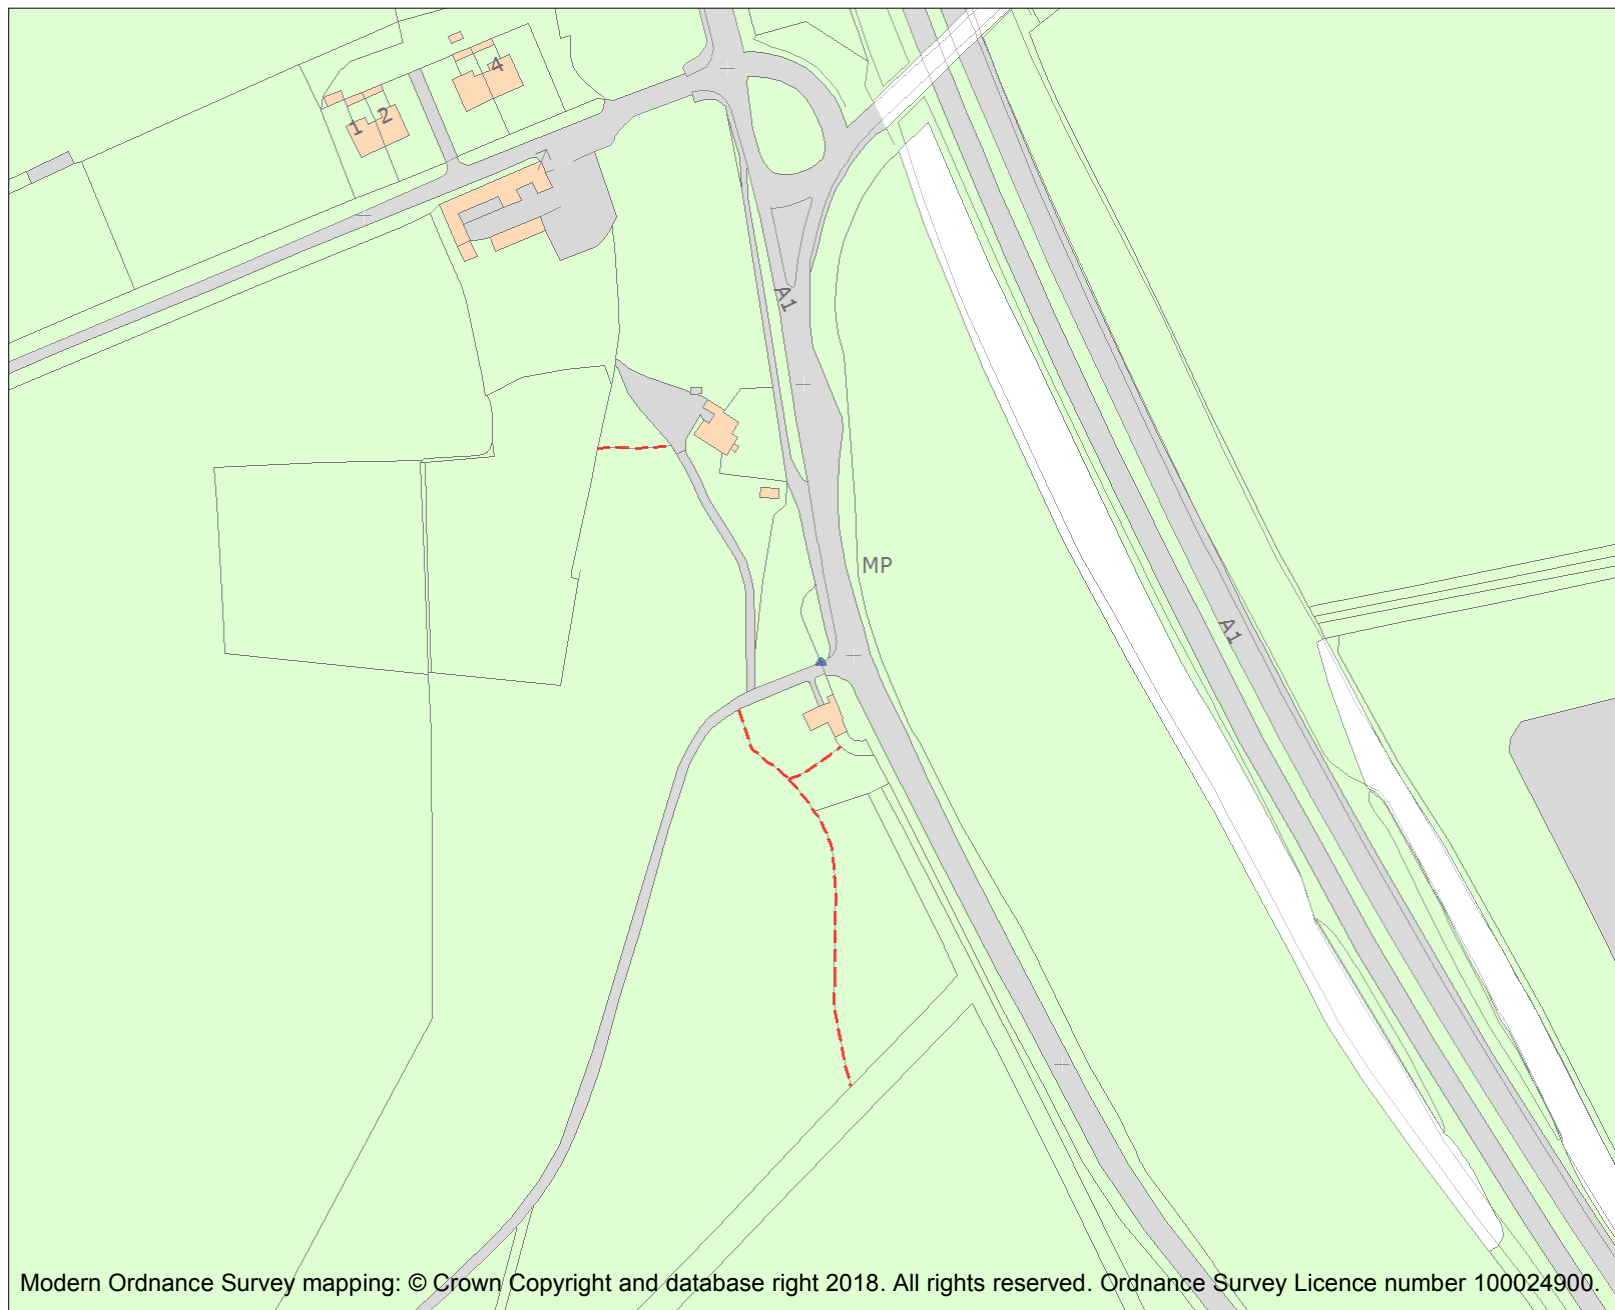 4
1
2
A1
MP
A1
Modern Ordnance Survey mapping: © Crown Copyright and database right 2018. All rights reserved. Ordnance Survey Licence number 100024900.